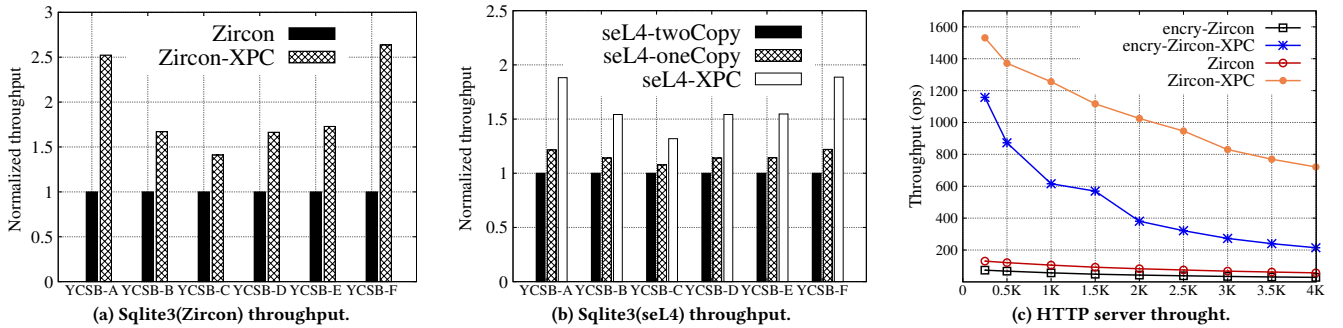 Normalized throughput
3
2.5
2
1.5
1
0.5
0
Zircon
Zircon-XPC
YCSB-A YCSB-B YCSB-C YCSB-D YCSB-E YCSB-F
(a) Sqlite3(Zircon) throughput.
Normalized throughput
2.5
2
1.5
1
0.5
0
seL4-twoCopy
seL4-oneCopy
seL4-XPC
YCSB-A YCSB-B YCSB-C YCSB-D YCSB-E YCSB-F
(b) Sqlite3(seL4) throughput.
Throughput (ops)
1600
1400
1200
1000
800
600
400
200
encry-Zircon
encry-Zircon-XPC
Zircon
Zircon-XPC
0 0.5K 1K 1.5K 2K 2.5K 3K 3.5K 4K
(c) HTTP server throught.